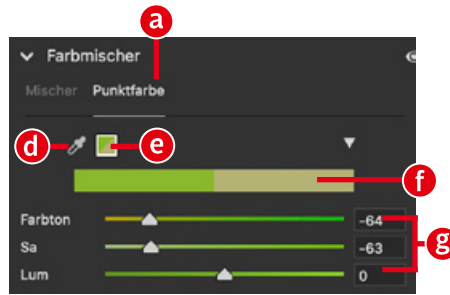 a
Farbmischer
Mischer Punktfarbe
d e
f
Farbton -64
g
Sa -63
Lum 0